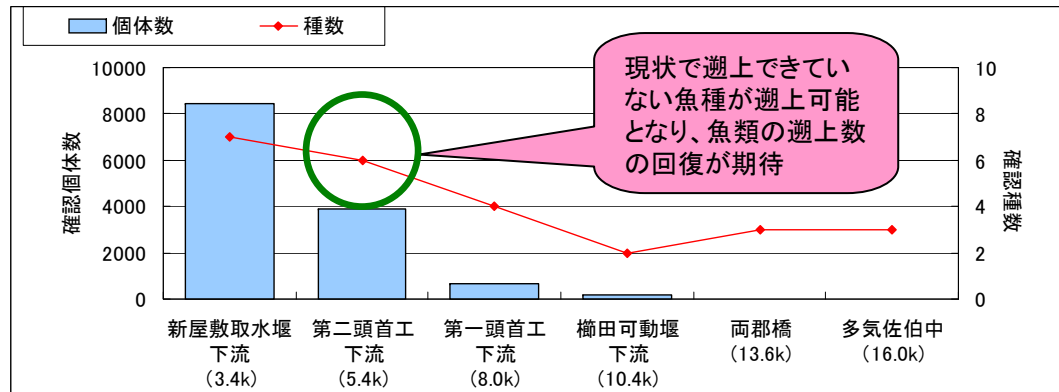 個体数 種数
現状で遡上できてい
ない魚種が遡上可能
となり、魚類の遡上数
の回復が期待
確認個体数
10000
8000
6000
4000
2000
0
確認種数
10
8
6
4
2
0
新屋敷取水堰 第二頭首工 第一頭首工 櫛田可動堰 両郡橋 多気佐伯中
下流 下流 下流 下流 (13.6k) (16.0k)
(3.4k) (5.4k) (8.0k) (10.4k)